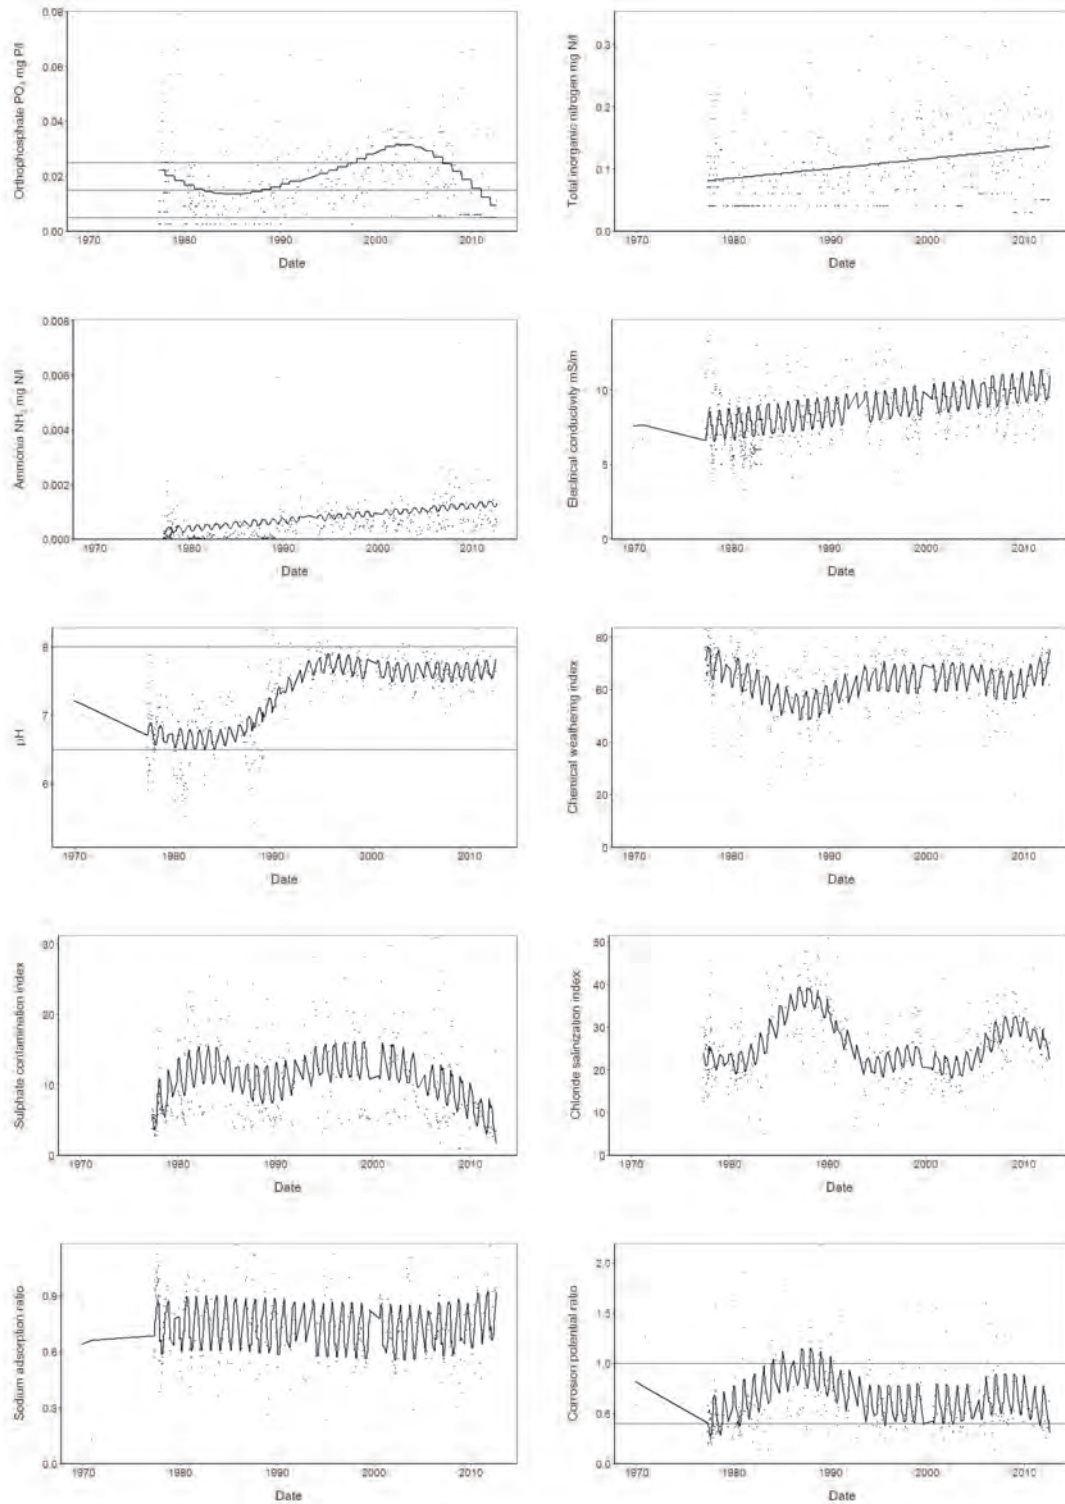 Orthophosphate PO₄ mg P/l
0.08
0.06
0.04
0.02
0.00
1970 1980 1990 2000 2010
Date
Total inorganic nitrogen mg N/l
0.3
0.2
0.1
0.0
1970 1980 1990 2000 2010
Date
Ammonia NH₃ mg N/l
0.008
0.006
0.004
0.002
0.000
1970 1980 1990 2000 2010
Date
Electrical conductivity mS/m
10
5
0
1970 1980 1990 2000 2010
Date
pH
8
7
6
1970 1980 1990 2000 2010
Date
Chemical weathering index
80
60
40
20
0
1970 1980 1990 2000 2010
Date
Sulphate contamination index
30
20
10
0
1970 1980 1990 2000 2010
Date
Chloride salinization index
50
40
30
20
10
0
1970 1980 1990 2000 2010
Date
Sodium adsorption ratio
0.9
0.6
0.3
0.0
1970 1980 1990 2000 2010
Date
Corrosion potential ratio
2.0
1.5
1.0
0.5
0.0
1970 1980 1990 2000 2010
Date